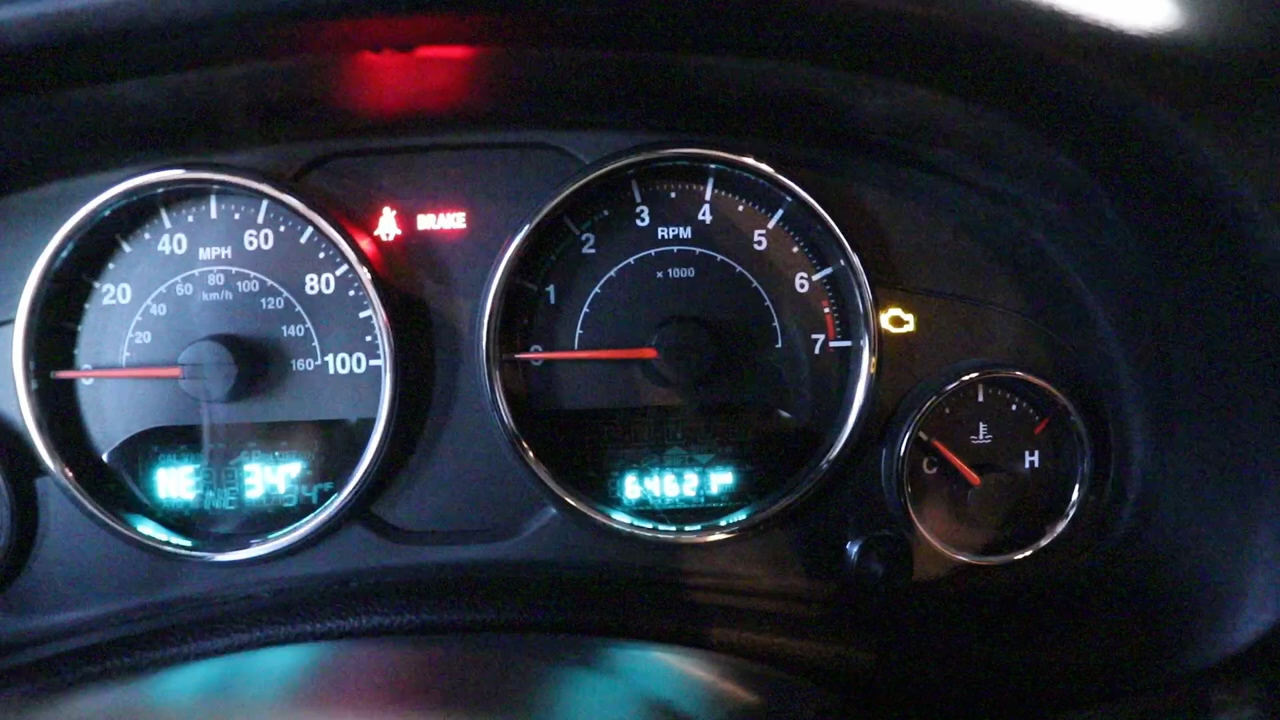 40 MPH 60
20 80
100
60 80 100
40 km/h 120
20 140
160
BRAKE
3 4
2 RPM 5
1 x 1000 6
7
NE 34°F
C H